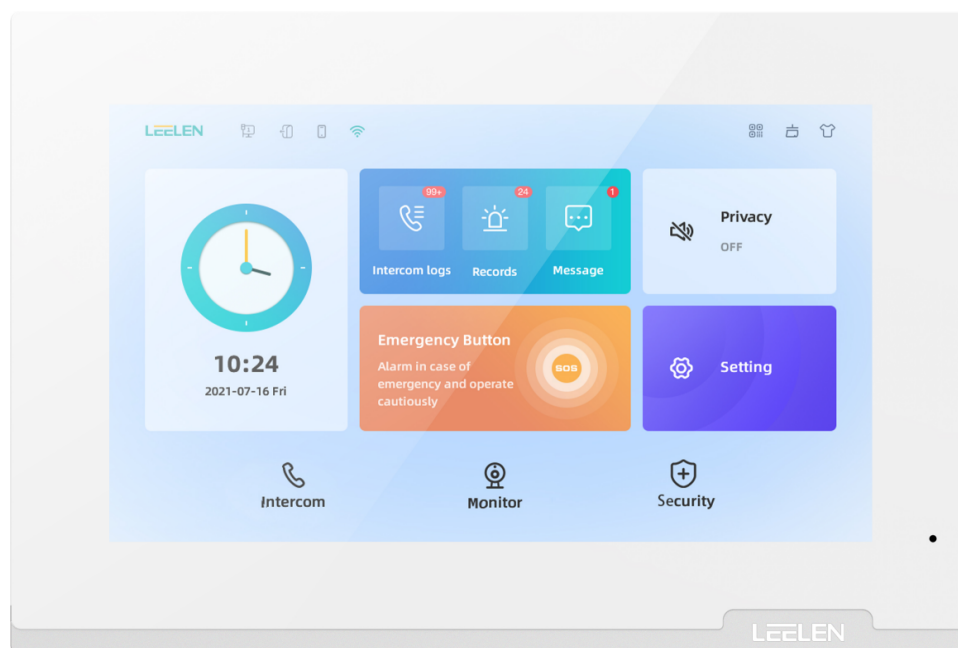 LEELEN
99+
24
1
Intercom logs
Records
Message
Privacy
OFF
10:24
2021-07-16 Fri
Emergency Button
Alarm in case of
emergency and operate
cautiously
SOS
Setting
Intercom
Monitor
Security
LEELEN